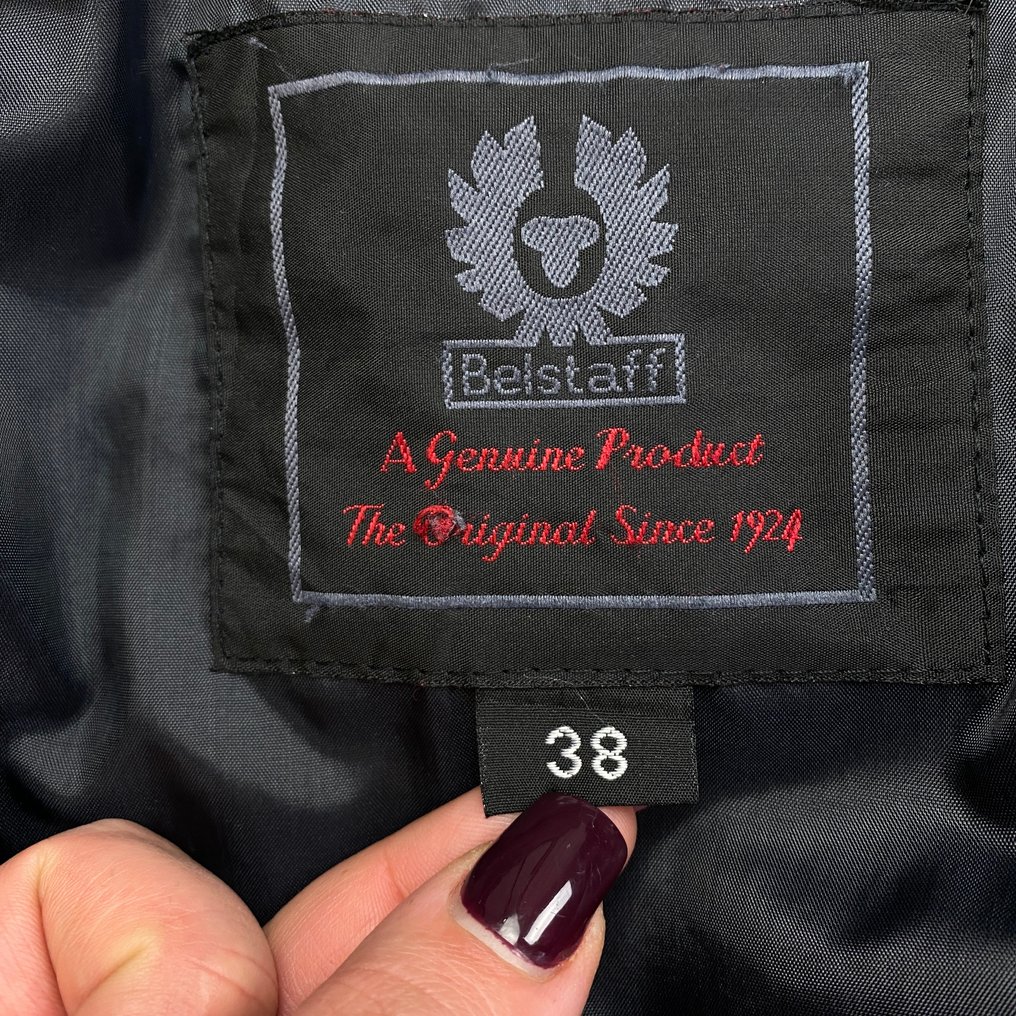 Belstaff
A Genuine Product
The Original Since 1924
38